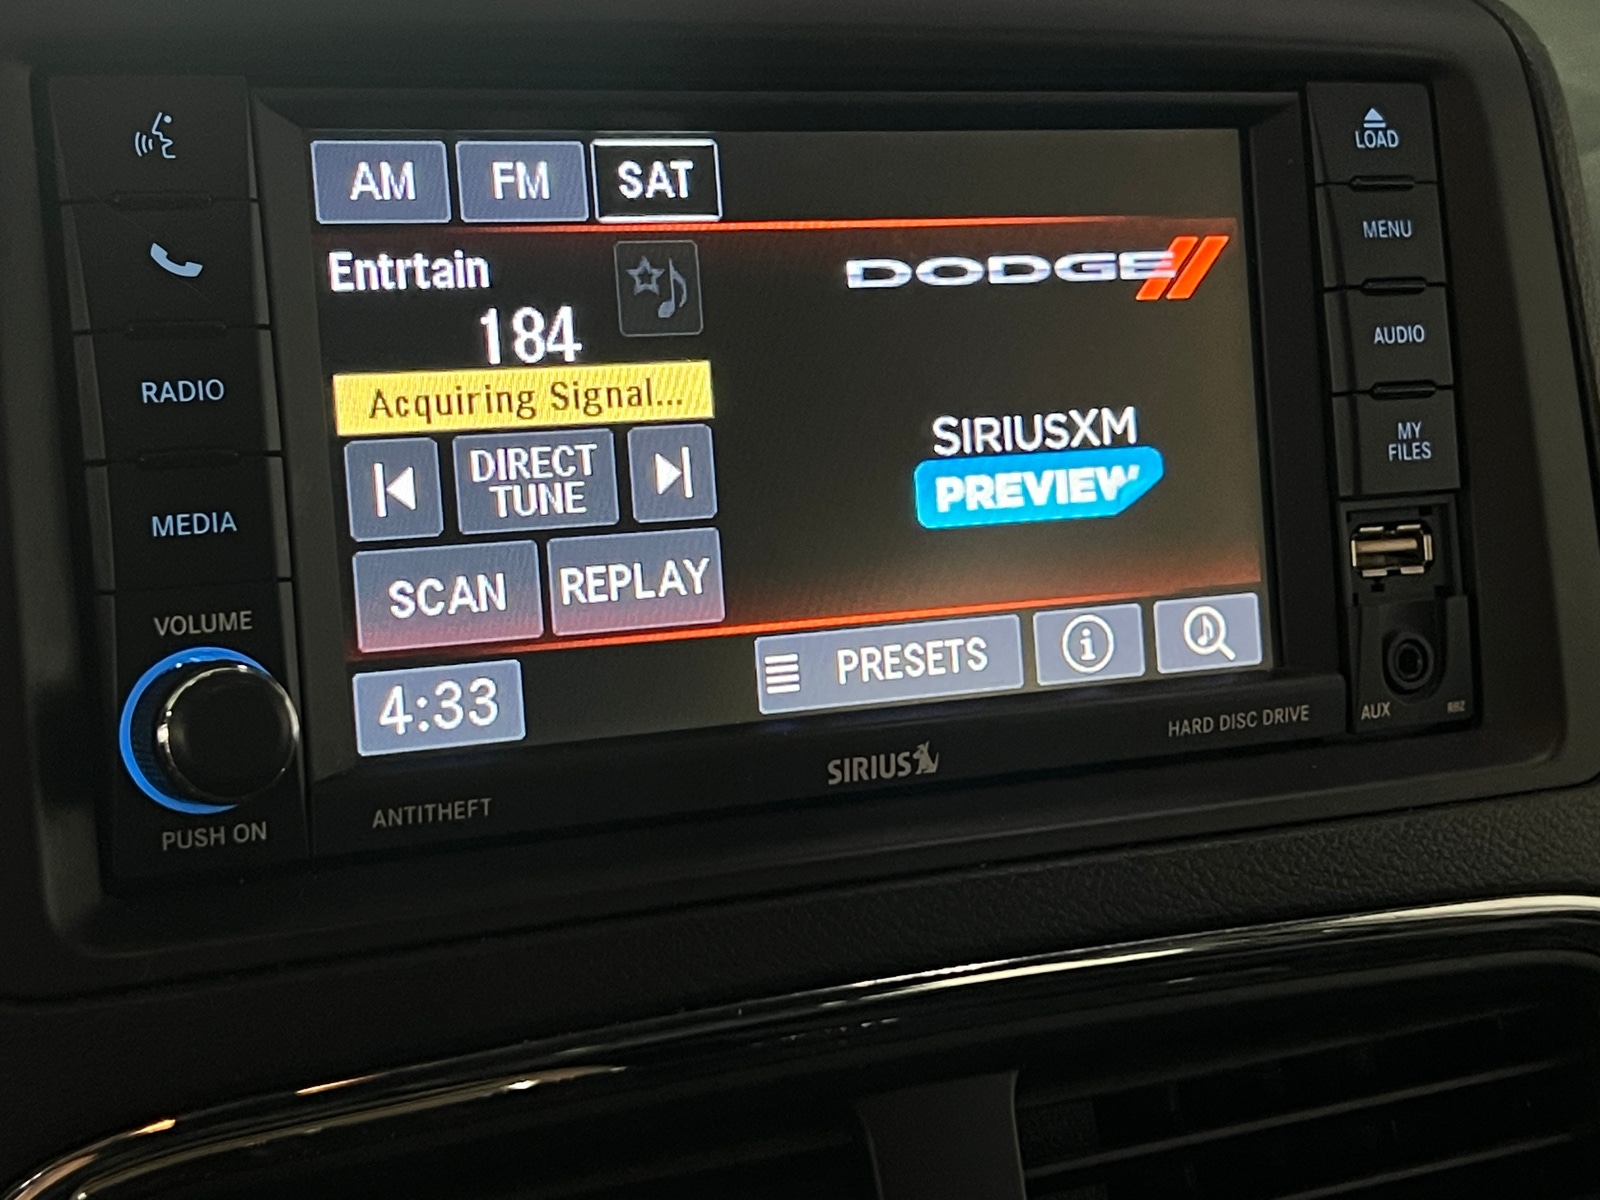 AM FM SAT
Entrtain
184
Acquiring Signal...
DIRECT
TUNE
SCAN REPLAY
4:33
DODGE
SIRIUSXM
PREVIEW
PRESETS
i
RADIO
MEDIA
VOLUME
PUSH ON
ANTITHEFT
SIRIUS
HARD DISC DRIVE
LOAD
MENU
AUDIO
MY
FILES
AUX
RBZ